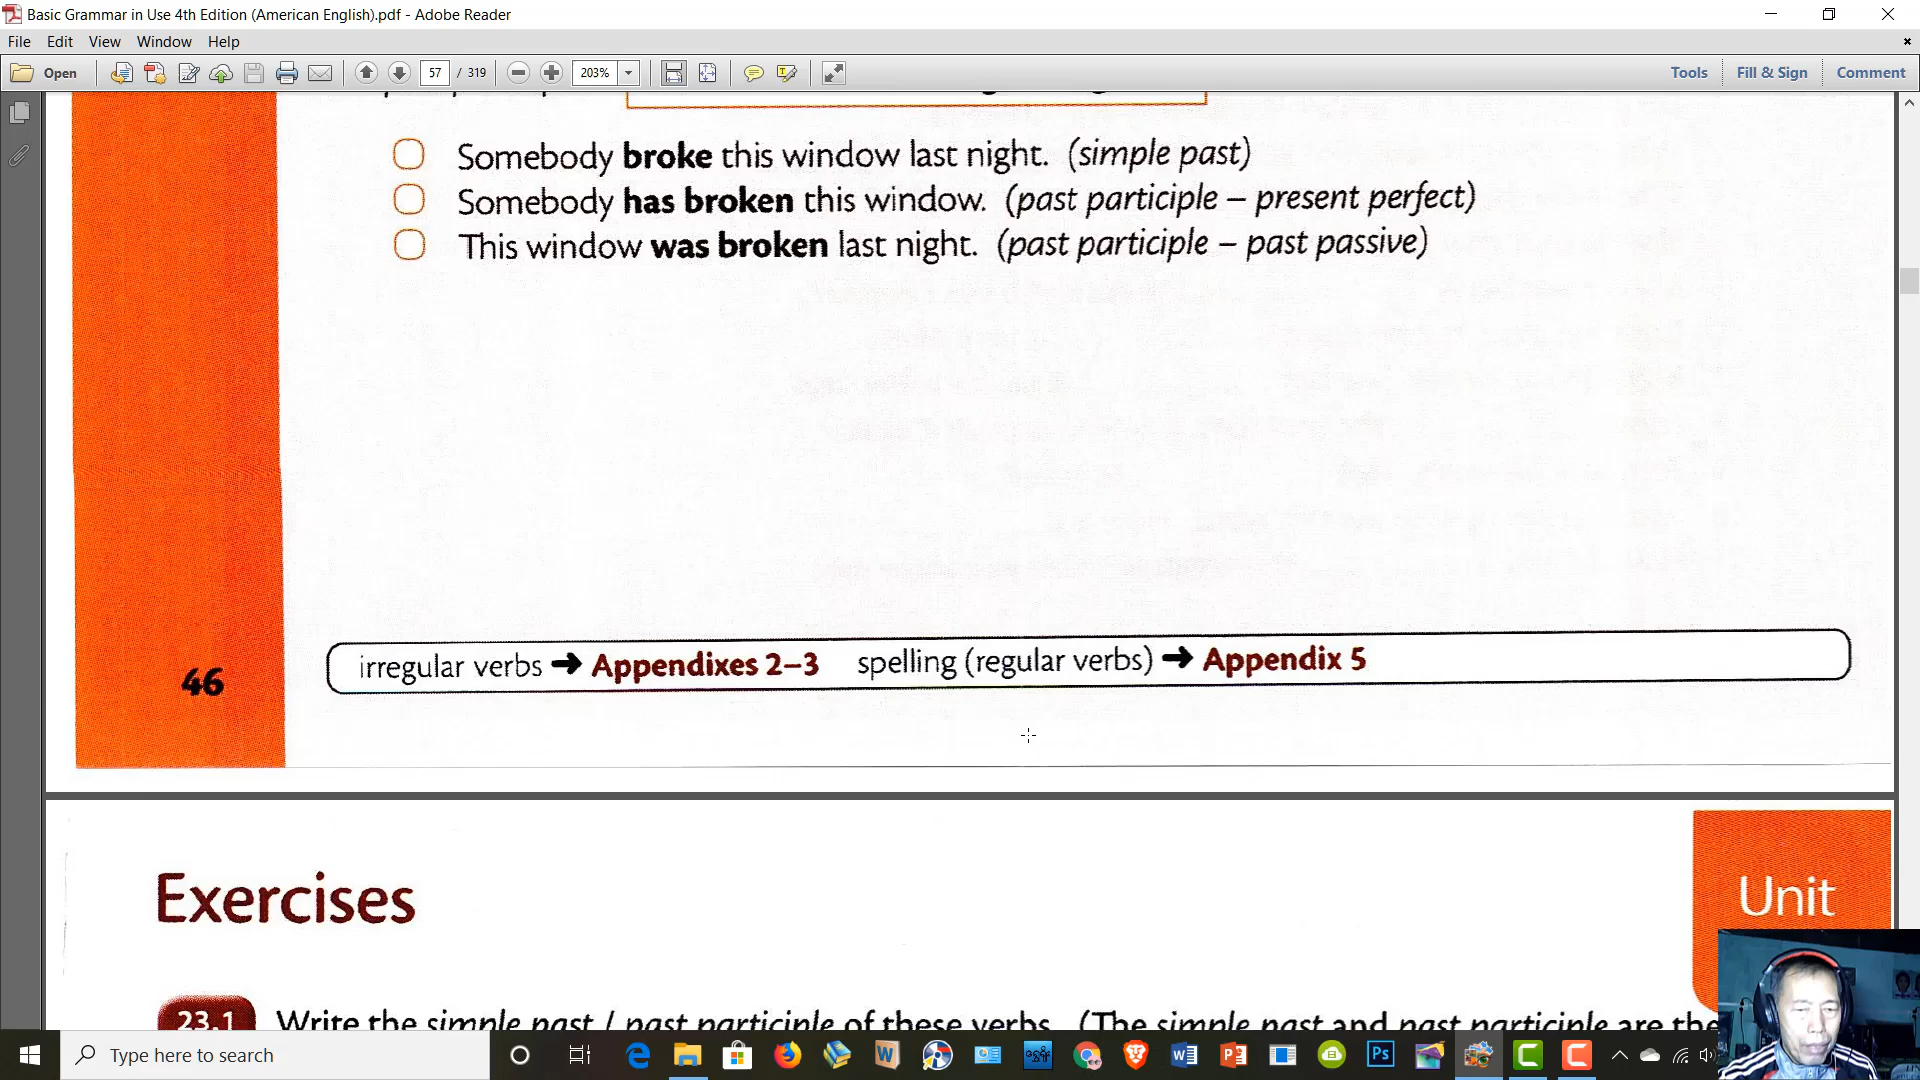 Basic Grammar in Use 4th Edition (American English).pdf - Adobe Reader
File Edit View Window Help
Open 57 / 319 203% Tools Fill & Sign Comment
Somebody broke this window last night. (simple past)
Somebody has broken this window. (past participle – present perfect)
This window was broken last night. (past participle – past passive)
irregular verbs ➜ Appendixes 2–3 spelling (regular verbs) ➜ Appendix 5
46
Exercises
Unit
23.1 Write the simple past / past participle of these verbs. (The simple past and past participle are the
Type here to search